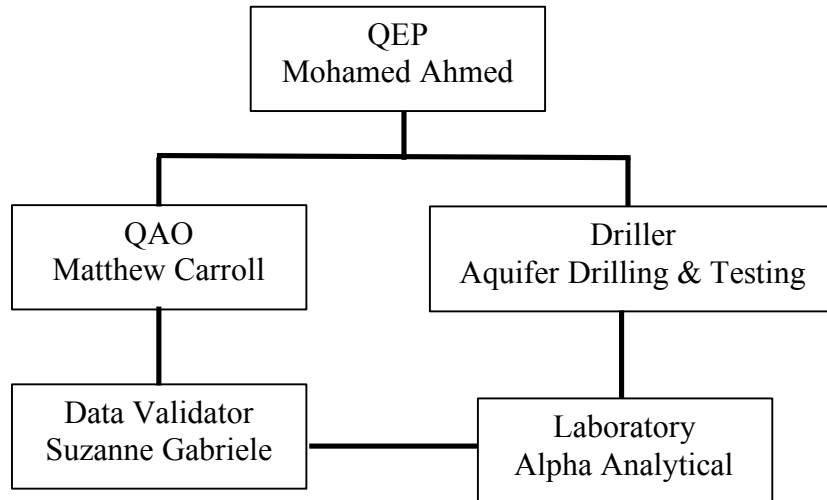 QEP
Mohamed Ahmed
QAO
Matthew Carroll
Driller
Aquifer Drilling & Testing
Data Validator
Suzanne Gabriele
Laboratory
Alpha Analytical